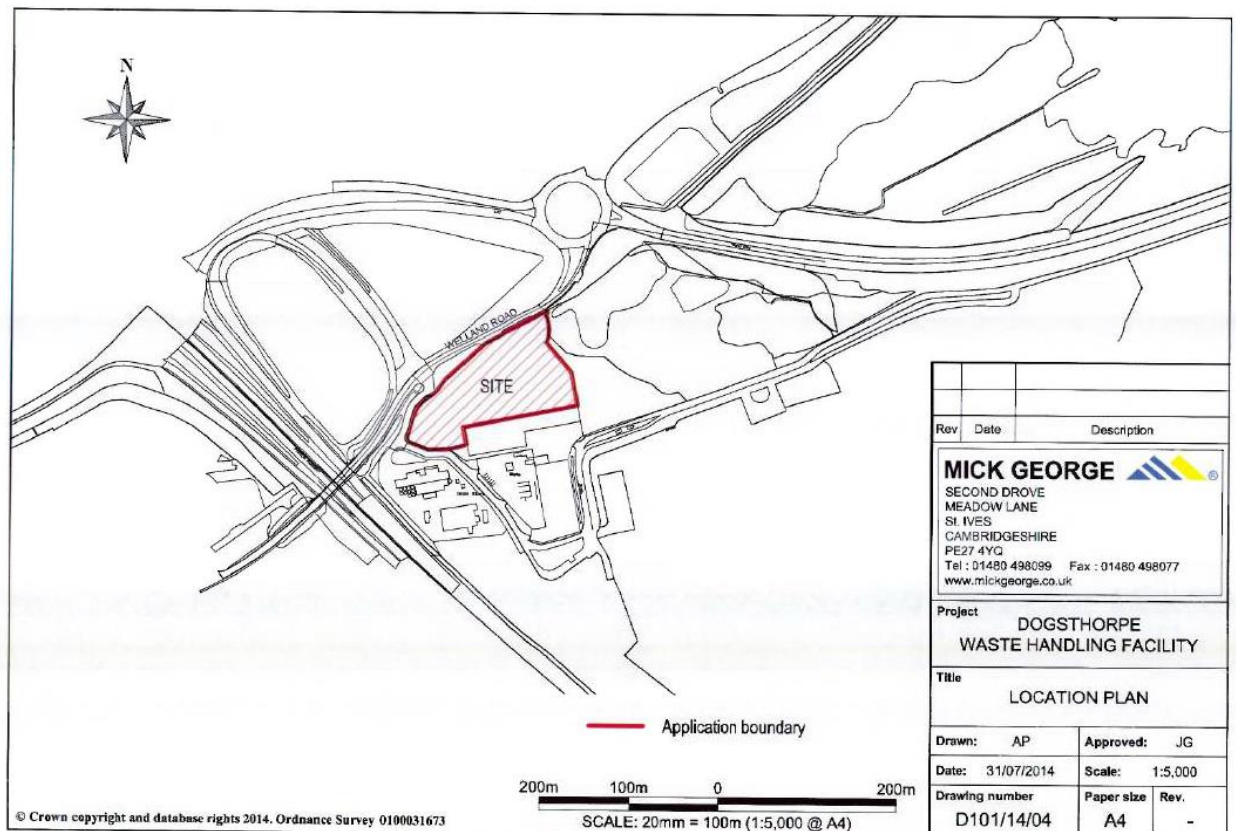 N
WELLAND ROAD
SITE
Rev Date Description
MICK GEORGE ®
SECOND DROVE
MEADOW LANE
St. IVES
CAMBRIDGESHIRE
PE27 4YQ
Tel : 01480 498099 Fax : 01480 498077
www.mickgeorge.co.uk
Project
DOGSTHORPE
WASTE HANDLING FACILITY
Title
LOCATION PLAN
Application boundary
Drawn: AP Approved: JG
Date: 31/07/2014 Scale: 1:5,000
Drawing number Paper size Rev.
D101/14/04 A4 -
200m 100m 0 200m
SCALE: 20mm = 100m (1:5,000 @ A4)
© Crown copyright and database rights 2014. Ordnance Survey 0100031673